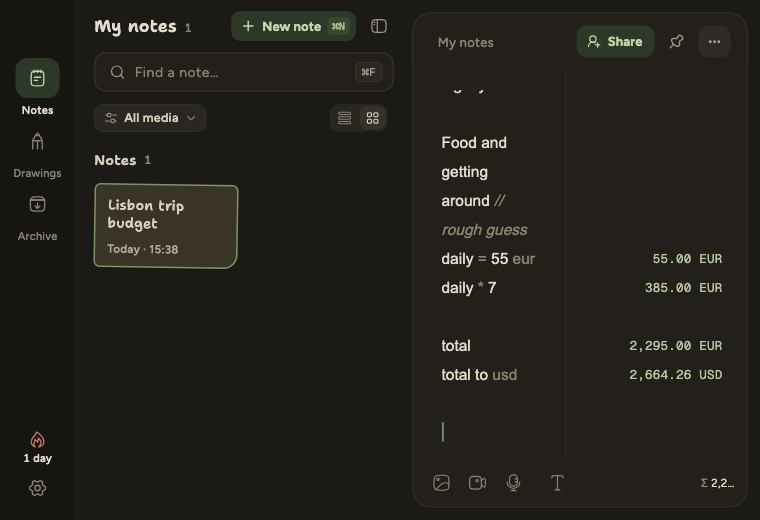 My notes 1
New note ⌘N
Find a note... ⌘F
All media
Notes 1
Lisbon trip
budget
Today · 15:38
Notes
Drawings
Archive
1 day
My notes
Share
Food and
getting
around //
rough guess
daily = 55 eur 55.00 EUR
daily * 7 385.00 EUR
total 2,295.00 EUR
total to usd 2,664.26 USD
Σ 2,2...